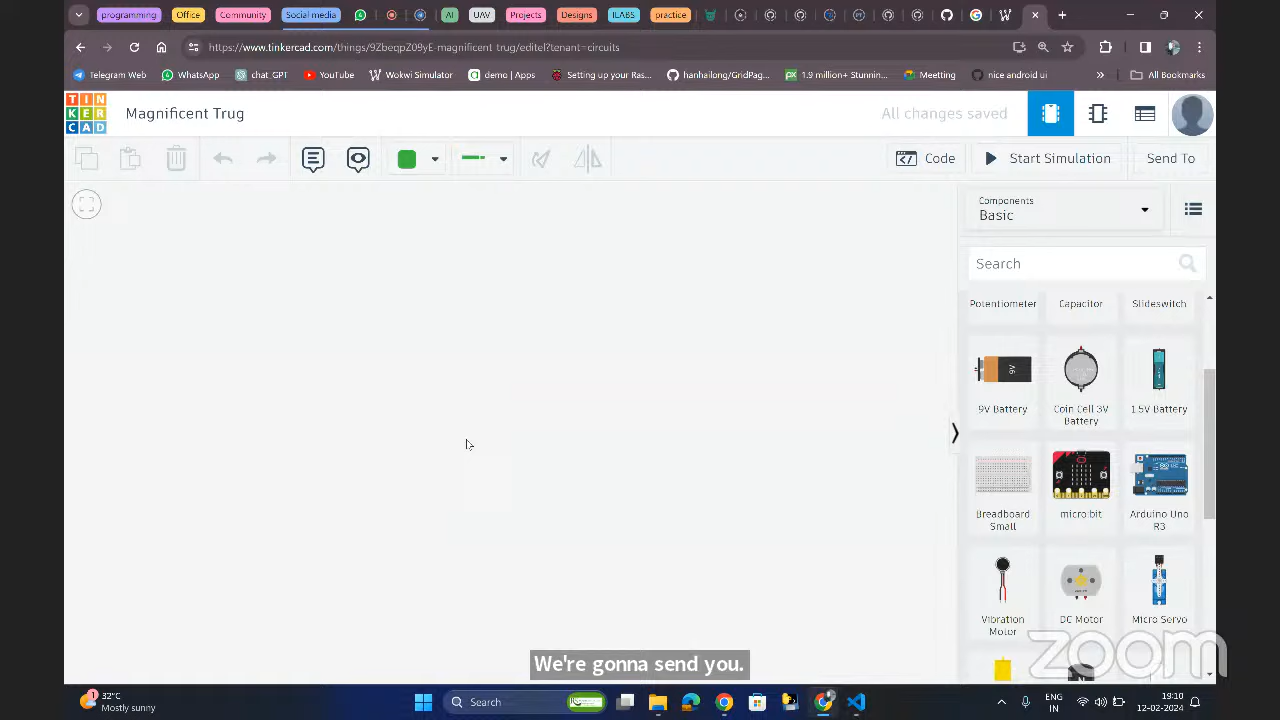 programming Office Community Social media AI UAV Projects Designs ILABS practice
https://www.tinkercad.com/things/9ZbeqpZ09yE-magnificent-trug/editel?tenant=circuits
Telegram Web WhatsApp chat_GPT YouTube Wokwi Simulator demo | Apps Setting up your Ras... hanhailong/GridPag... 1.9 million+ Stunnin... Meetting nice android ui » All Bookmarks
TIN
KER
CAD
Magnificent Trug
All changes saved
Code
Start Simulation
Send To
Components
Basic
Search
Potentiometer Capacitor Slideswitch
9V Battery Coin Cell 3V Battery 1.5V Battery
Breadboard Small micro:bit Arduino Uno R3
Vibration Motor DC Motor Micro Servo
We're gonna send you.
zoom
1
32°C
Mostly sunny
Search
ENG
IN
19:10
12-02-2024